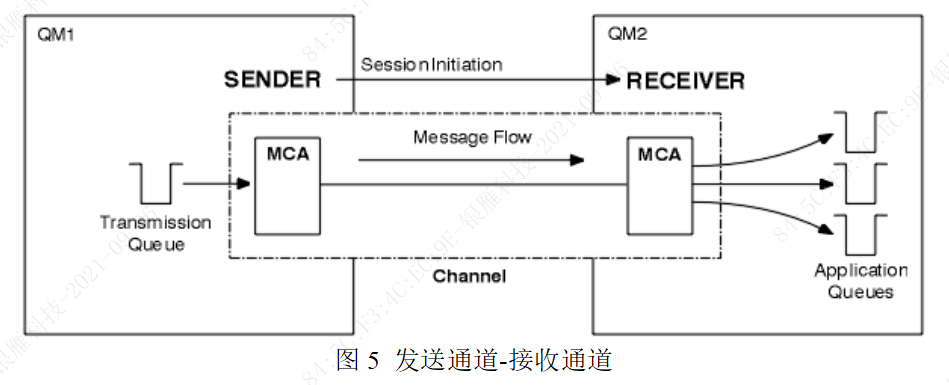 QM1
QM2
SENDER
Session Initiation
RECEIVER
MCA
Message Flow
MCA
Transmission
Queue
Channel
Application
Queues
图 5 发送通道-接收通道